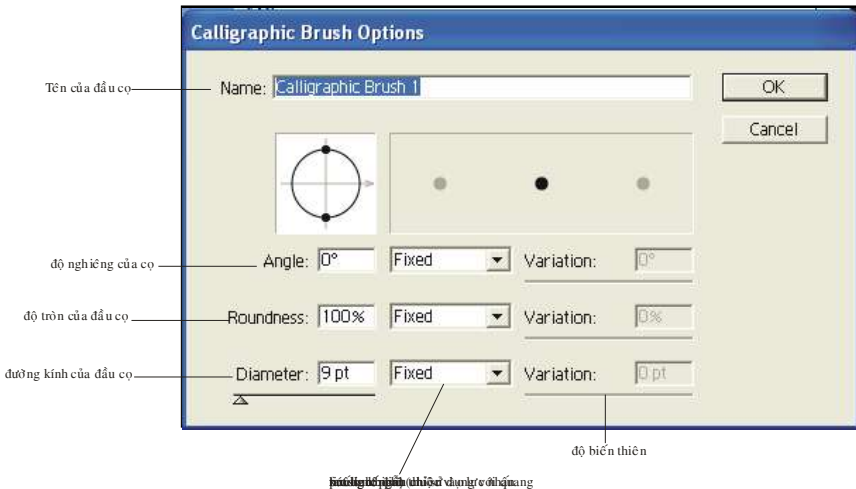 Calligraphic Brush Options
Tên của đầu cọ
Name: Calligraphic Brush 1
OK
Cancel
độ nghiêng của cọ
Angle: 0° Fixed Variation: 0°
độ tròn của đầu cọ
Roundness: 100% Fixed Variation: 0%
đường kính của đầu cọ
Diameter: 9 pt Fixed Variation: 0 pt
độ biến thiên